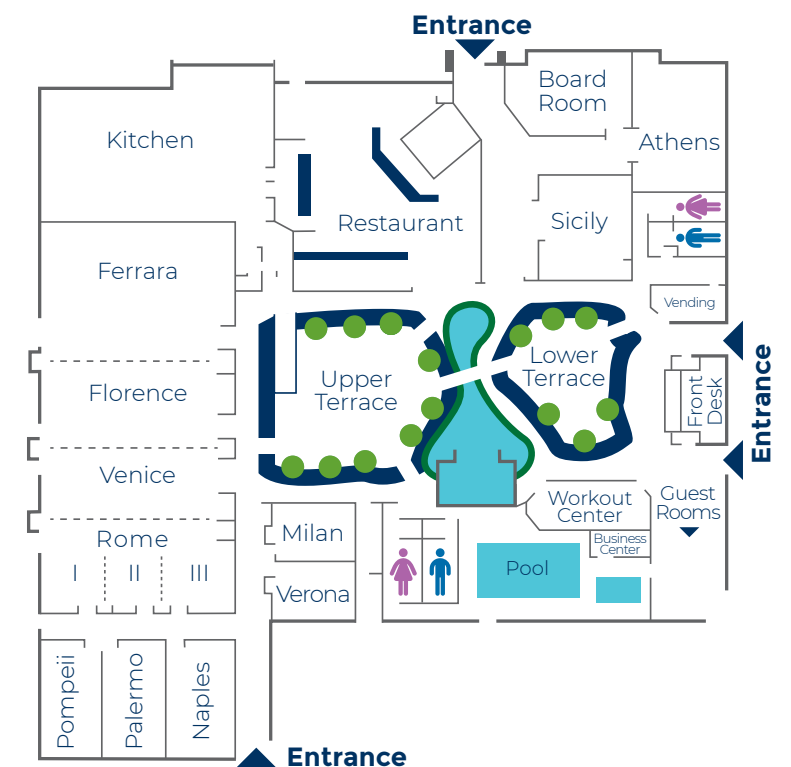 Entrance
Board
Room
Kitchen
Athens
Restaurant
Sicily
Ferrara
Vending
Lower
Terrace
Upper
Terrace
Florence
Front
Desk
Entrance
Venice
Workout
Center
Guest
Rooms
Milan
Rome
Business
Center
I
II
III
Pool
Verona
Pompeii
Palermo
Naples
Entrance